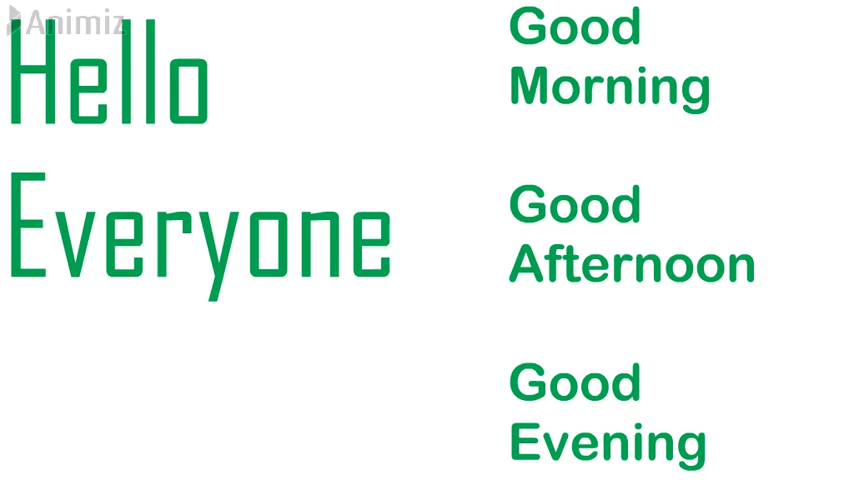 Animiz
Hello
Everyone
Good
Morning
Good
Afternoon
Good
Evening